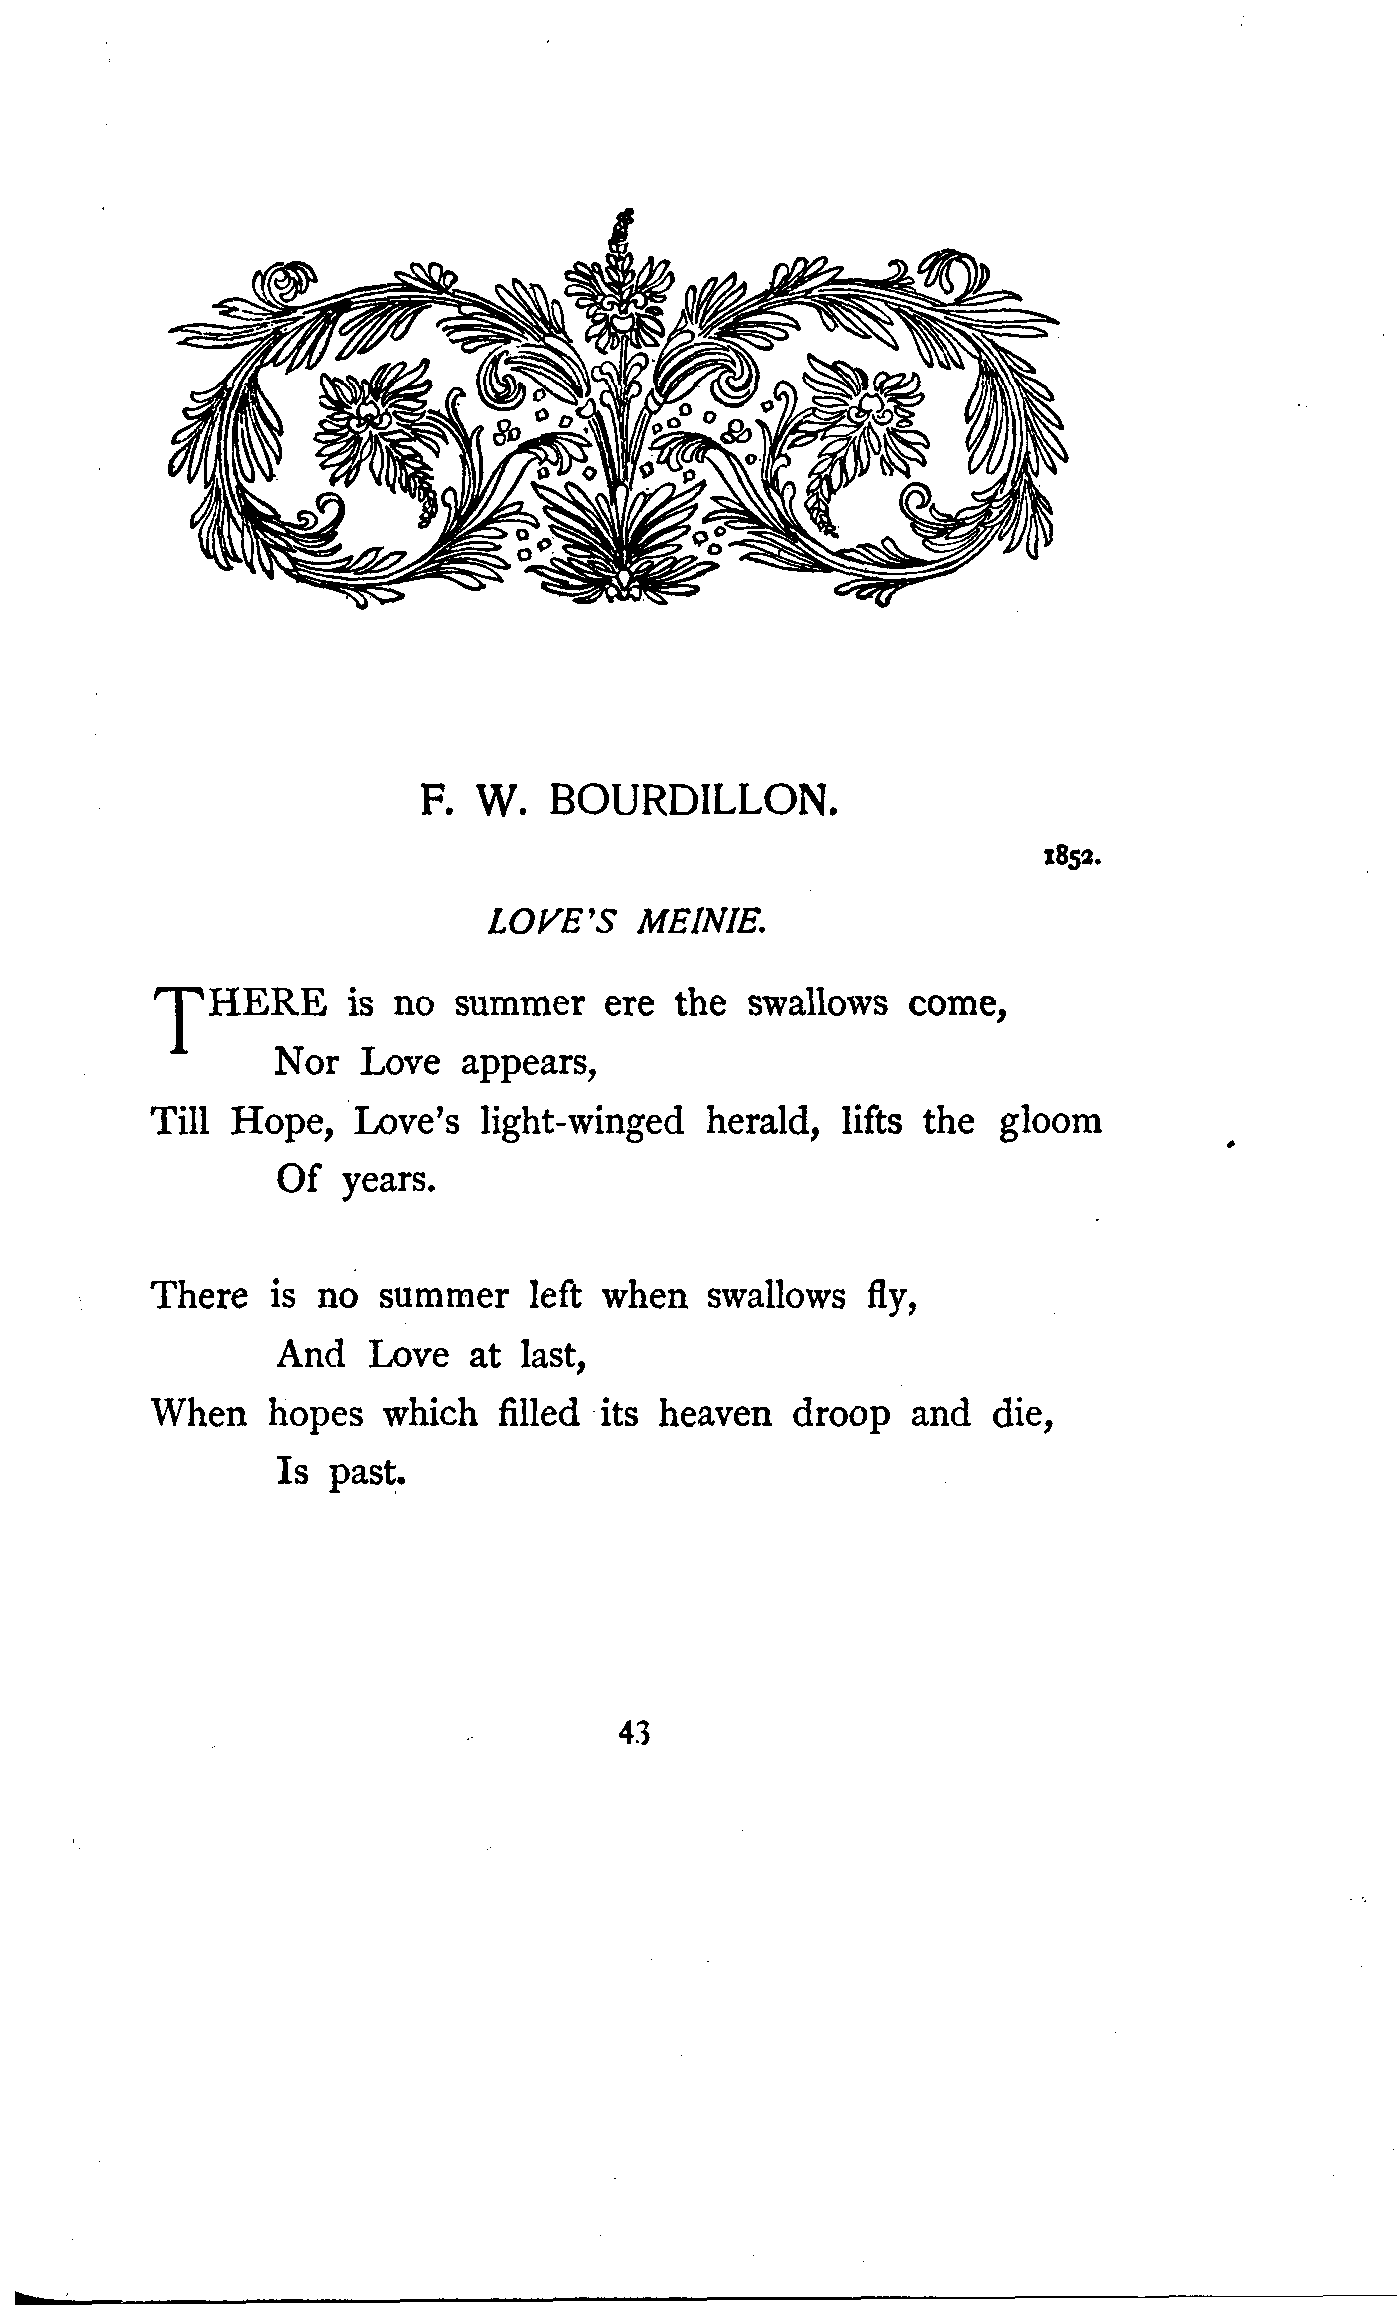 F. W. BOURDILLON.
1852.
LOVE'S MEINIE.
THERE is no summer ere the swallows come,
Nor Love appears,
Till Hope, Love's light-winged herald, lifts the gloom
Of years.
There is no summer left when swallows fly,
And Love at last,
When hopes which filled its heaven droop and die,
Is past.
43